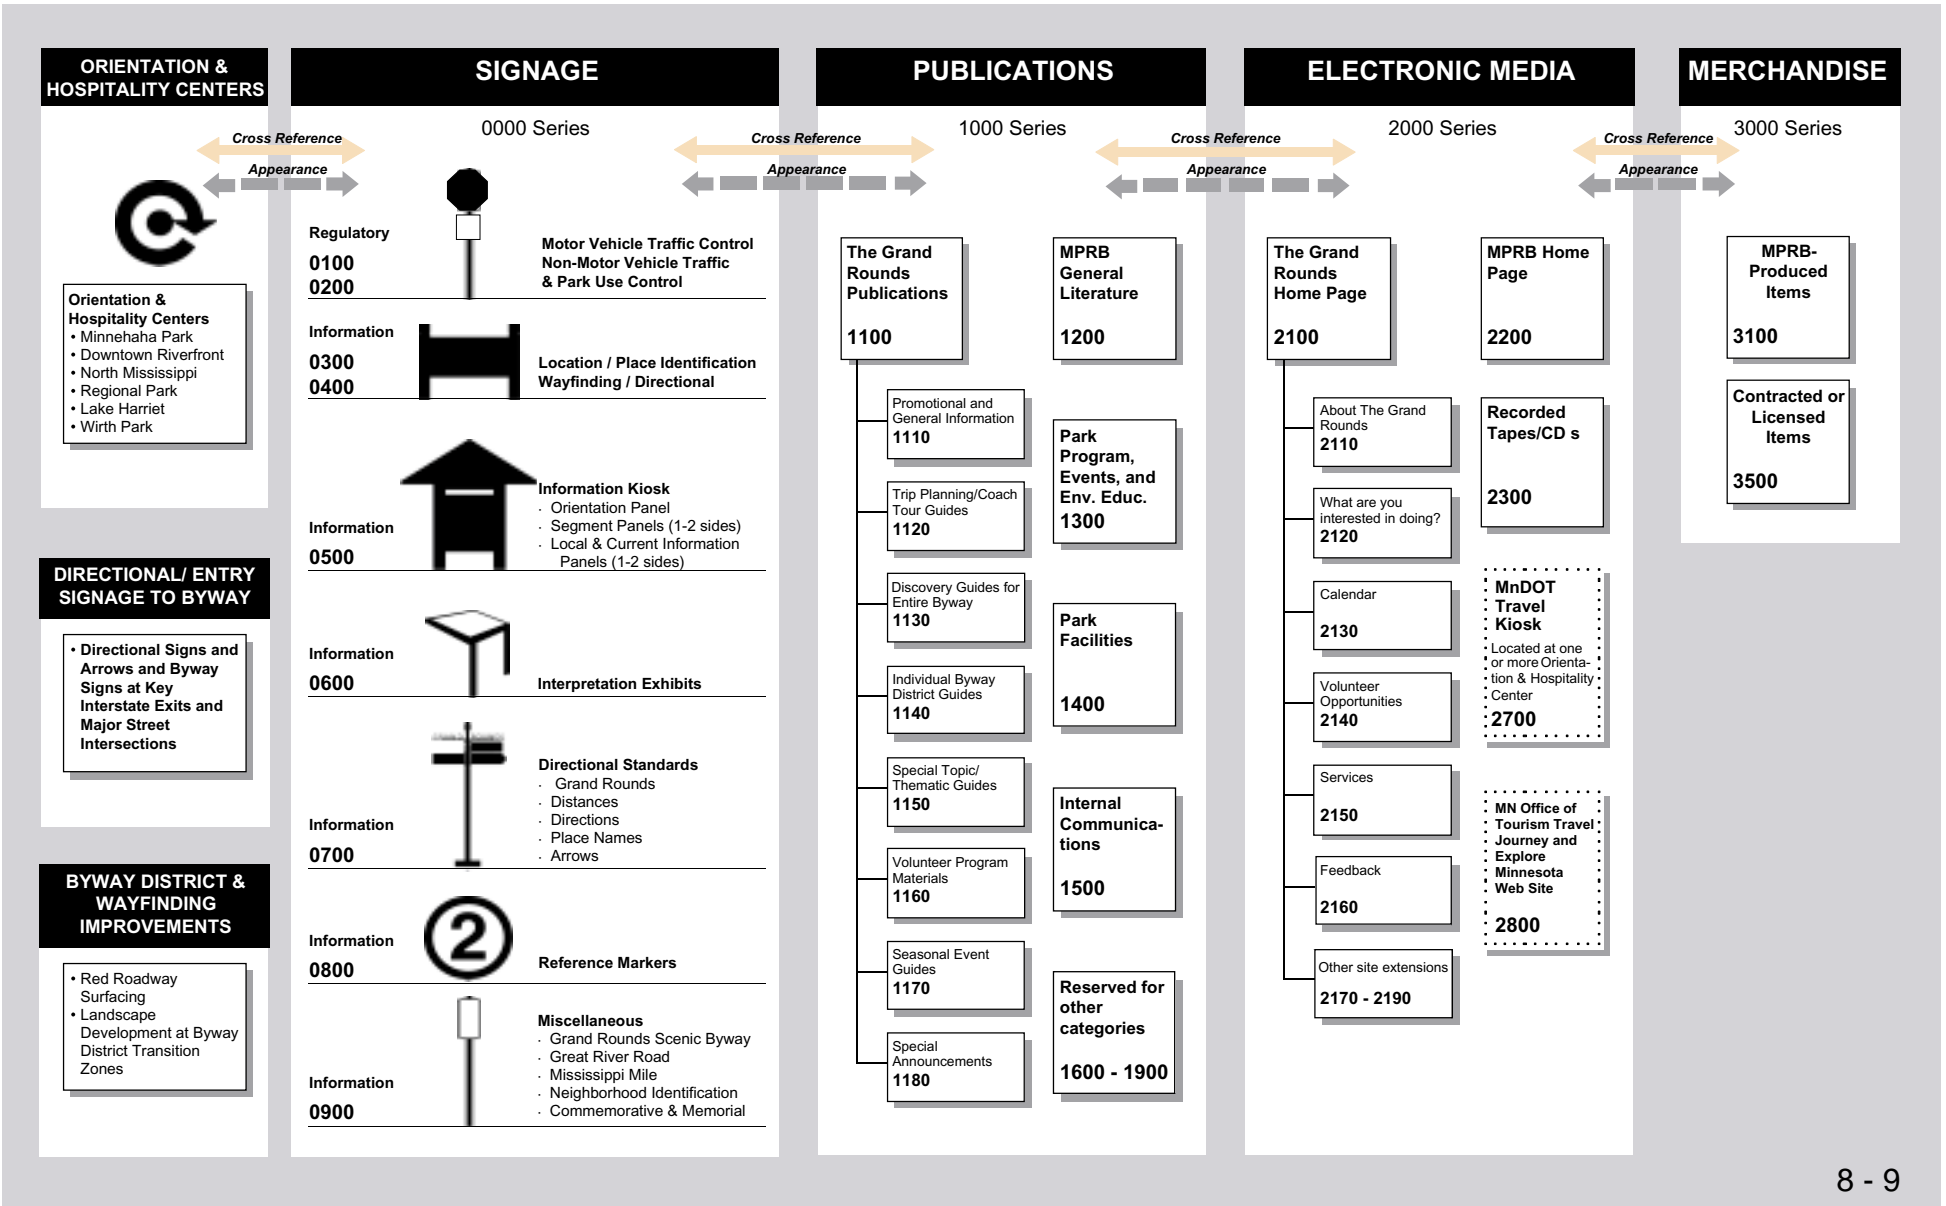 ORIENTATION &
HOSPITALITY CENTERS
Orientation &
Hospitality Centers
• Minnehaha Park
• Downtown Riverfront
• North Mississippi
• Regional Park
• Lake Harriet
• Wirth Park
DIRECTIONAL/ ENTRY
SIGNAGE TO BYWAY
• Directional Signs and
Arrows and Byway
Signs at Key
Interstate Exits and
Major Street
Intersections
BYWAY DISTRICT &
WAYFINDING
IMPROVEMENTS
• Red Roadway
Surfacing
• Landscape
Development at Byway
District Transition
Zones
Cross Reference
Appearance
SIGNAGE
0000 Series
Regulatory
0100
0200
Motor Vehicle Traffic Control
Non-Motor Vehicle Traffic
& Park Use Control
Information
0300
0400
Location / Place Identification
Wayfinding / Directional
Information
0500
Information Kiosk
· Orientation Panel
· Segment Panels (1-2 sides)
· Local & Current Information
Panels (1-2 sides)
Information
0600
Interpretation Exhibits
Information
0700
Directional Standards
· Grand Rounds
· Distances
· Directions
· Place Names
· Arrows
Information
0800
2
Reference Markers
Information
0900
Miscellaneous
· Grand Rounds Scenic Byway
· Great River Road
· Mississippi Mile
· Neighborhood Identification
· Commemorative & Memorial
Cross Reference
Appearance
PUBLICATIONS
1000 Series
The Grand
Rounds
Publications
1100
Promotional and
General Information
1110
Trip Planning/Coach
Tour Guides
1120
Discovery Guides for
Entire Byway
1130
Individual Byway
District Guides
1140
Special Topic/
Thematic Guides
1150
Volunteer Program
Materials
1160
Seasonal Event
Guides
1170
Special
Announcements
1180
MPRB
General
Literature
1200
Park
Program,
Events, and
Env. Educ.
1300
Park
Facilities
1400
Internal
Communica-
tions
1500
Reserved for
other
categories
1600 - 1900
Cross Reference
Appearance
ELECTRONIC MEDIA
2000 Series
The Grand
Rounds
Home Page
2100
About The Grand
Rounds
2110
What are you
interested in doing?
2120
Calendar
2130
Volunteer
Opportunities
2140
Services
2150
Feedback
2160
Other site extensions
2170 - 2190
MPRB Home
Page
2200
Recorded
Tapes/CD s
2300
MnDOT
Travel
Kiosk
Located at one
or more Orienta-
tion & Hospitality
Center
2700
MN Office of
Tourism Travel
Journey and
Explore
Minnesota
Web Site
2800
Cross Reference
Appearance
MERCHANDISE
3000 Series
MPRB-
Produced
Items
3100
Contracted or
Licensed
Items
3500
8 - 9